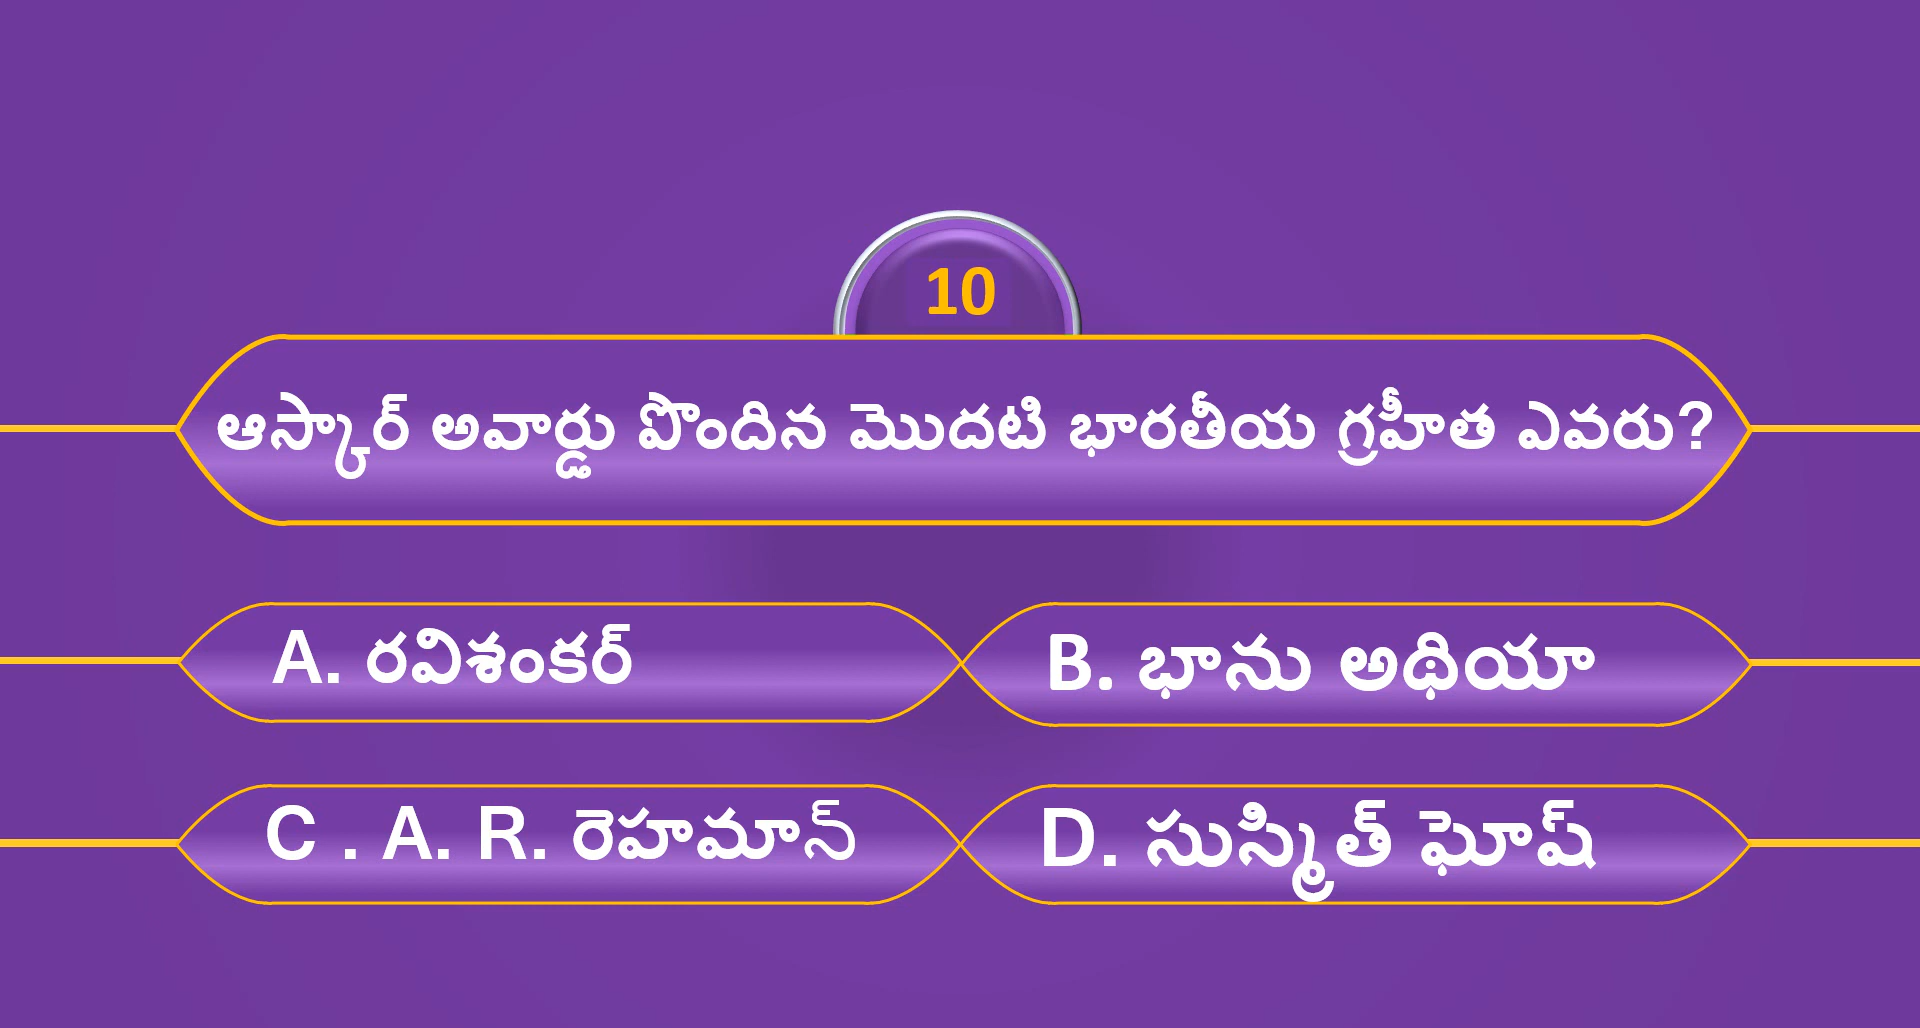 10
ఆస్కార్ అవార్డు పొందిన మొదటి భారతీయ గ్రహీత ఎవరు?
A. రవిశంకర్
B. భాను అథియా
C . A. R. రెహమాన్
D. సుస్మిత్ ఘోష్